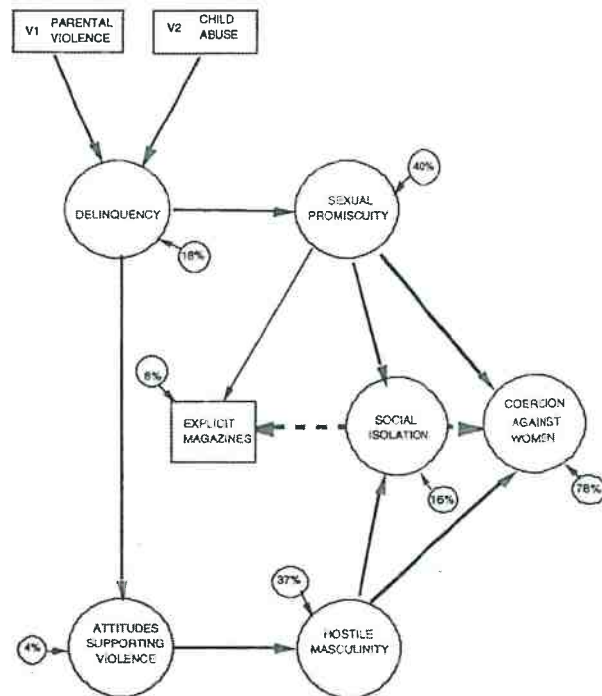 V1 PARENTAL
VIOLENCE
V2 CHILD
ABUSE
DELINQUENCY
18%
SEXUAL
PROMISCUITY
40%
6%
EXPLICIT
MAGAZINES
SOCIAL
ISOLATION
16%
COERCION
AGAINST
WOMEN
78%
4%
ATTITUDES
SUPPORTING
VIOLENCE
37%
HOSTILE
MASCULINITY